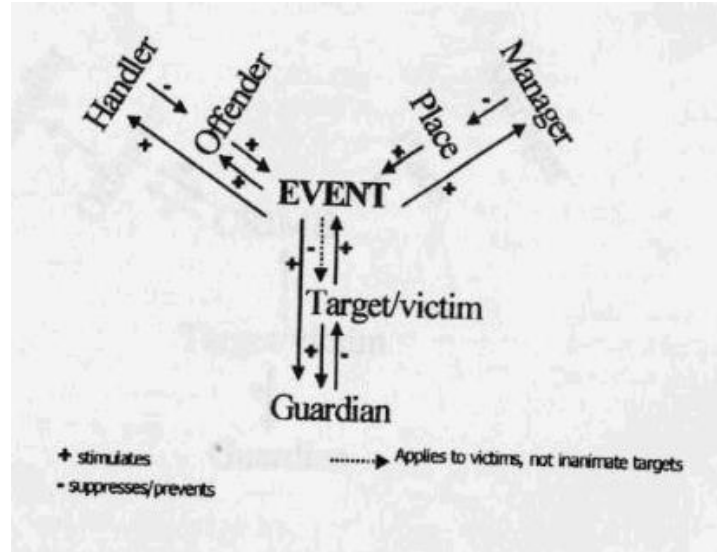 Handler
-
Offender
+
+
+
Manager
-
Place
+
+
EVENT
+
-
+
Target/victim
+
-
Guardian
+ stimulates
- suppresses/prevents
Applies to victims, not inanimate targets